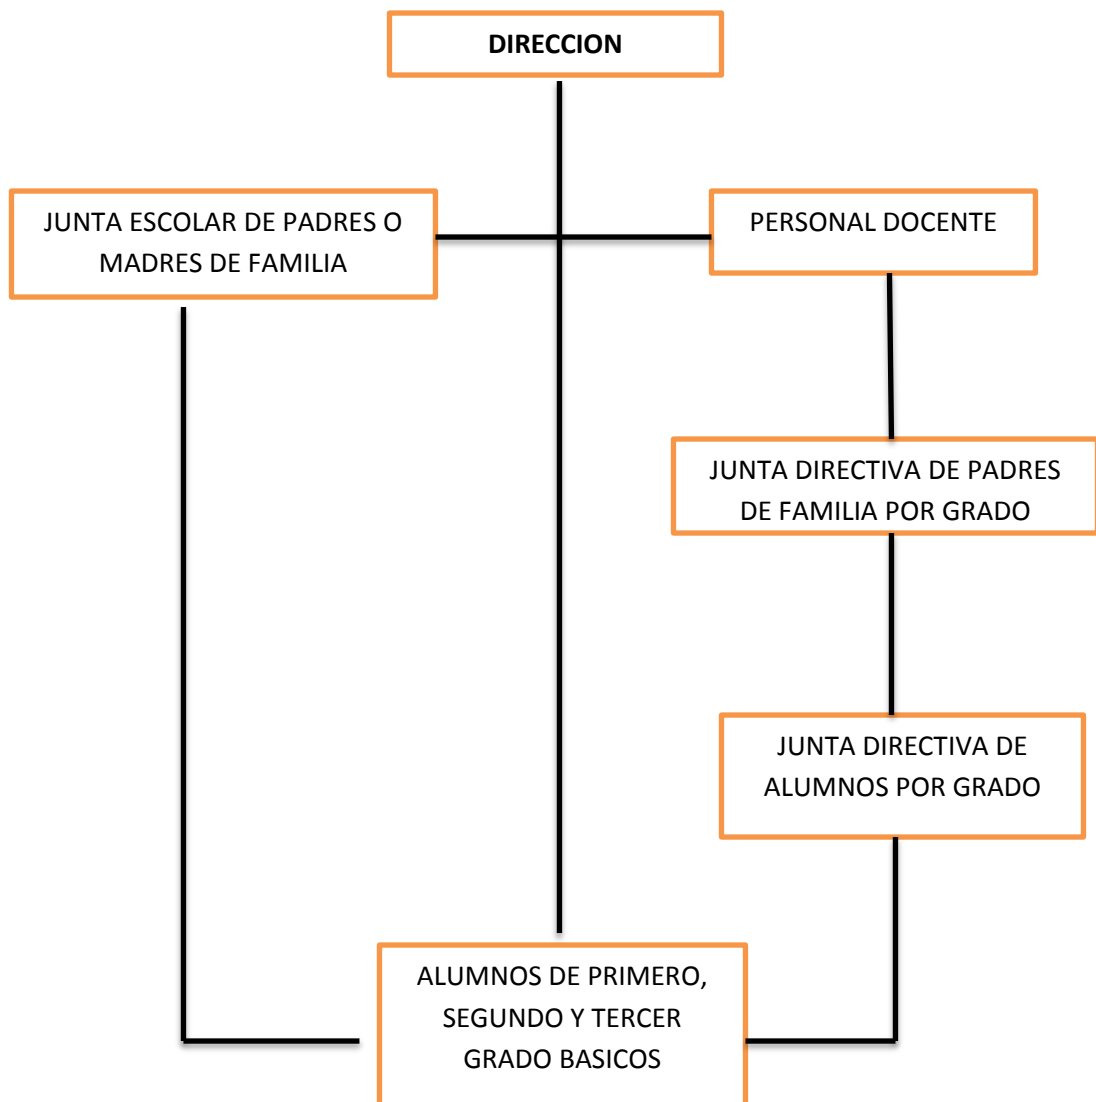 DIRECCION
JUNTA ESCOLAR DE PADRES O
MADRES DE FAMILIA
PERSONAL DOCENTE
JUNTA DIRECTIVA DE PADRES
DE FAMILIA POR GRADO
JUNTA DIRECTIVA DE
ALUMNOS POR GRADO
ALUMNOS DE PRIMERO,
SEGUNDO Y TERCER
GRADO BASICOS